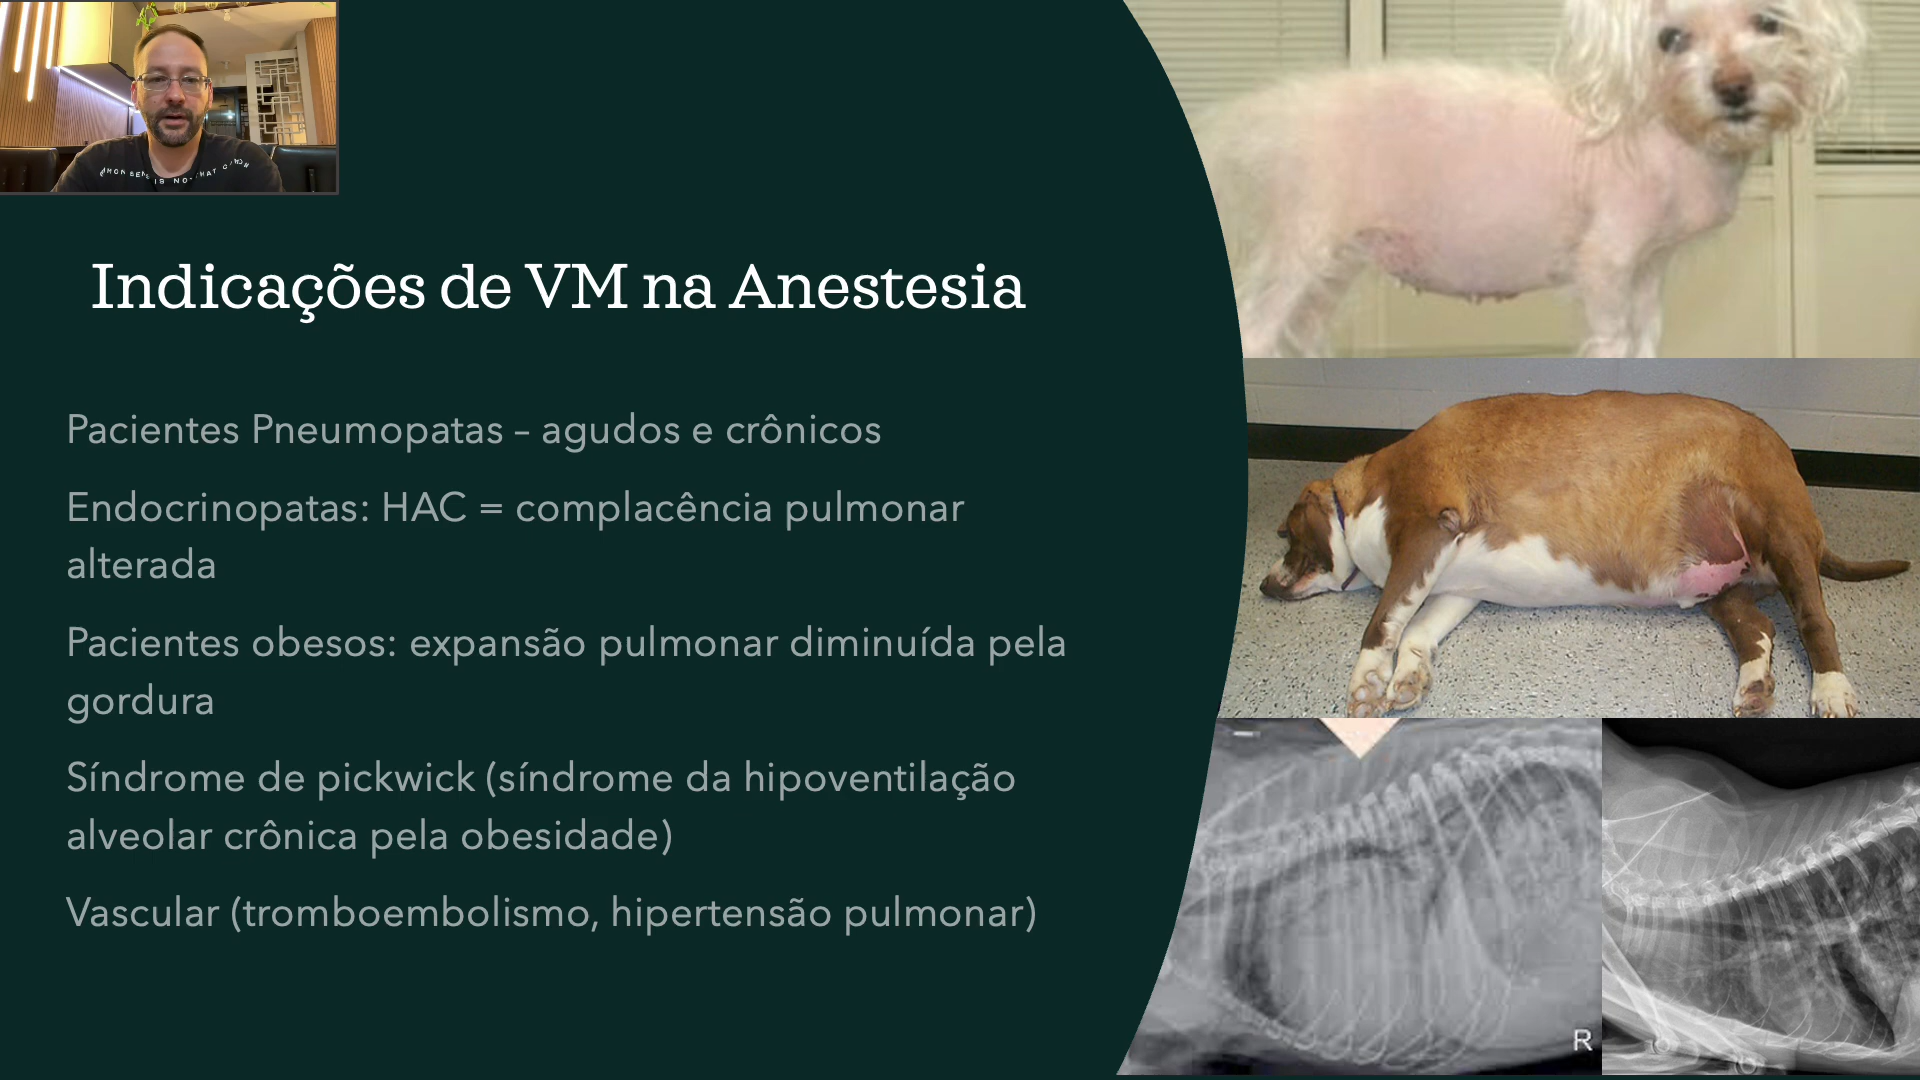 Indicações de VM na Anestesia
Pacientes Pneumopatas – agudos e crônicos
Endocrinopatas: HAC = complacência pulmonar
alterada
Pacientes obesos: expansão pulmonar diminuída pela
gordura
Síndrome de pickwick (síndrome da hipoventilação
alveolar crônica pela obesidade)
Vascular (tromboembolismo, hipertensão pulmonar)
R